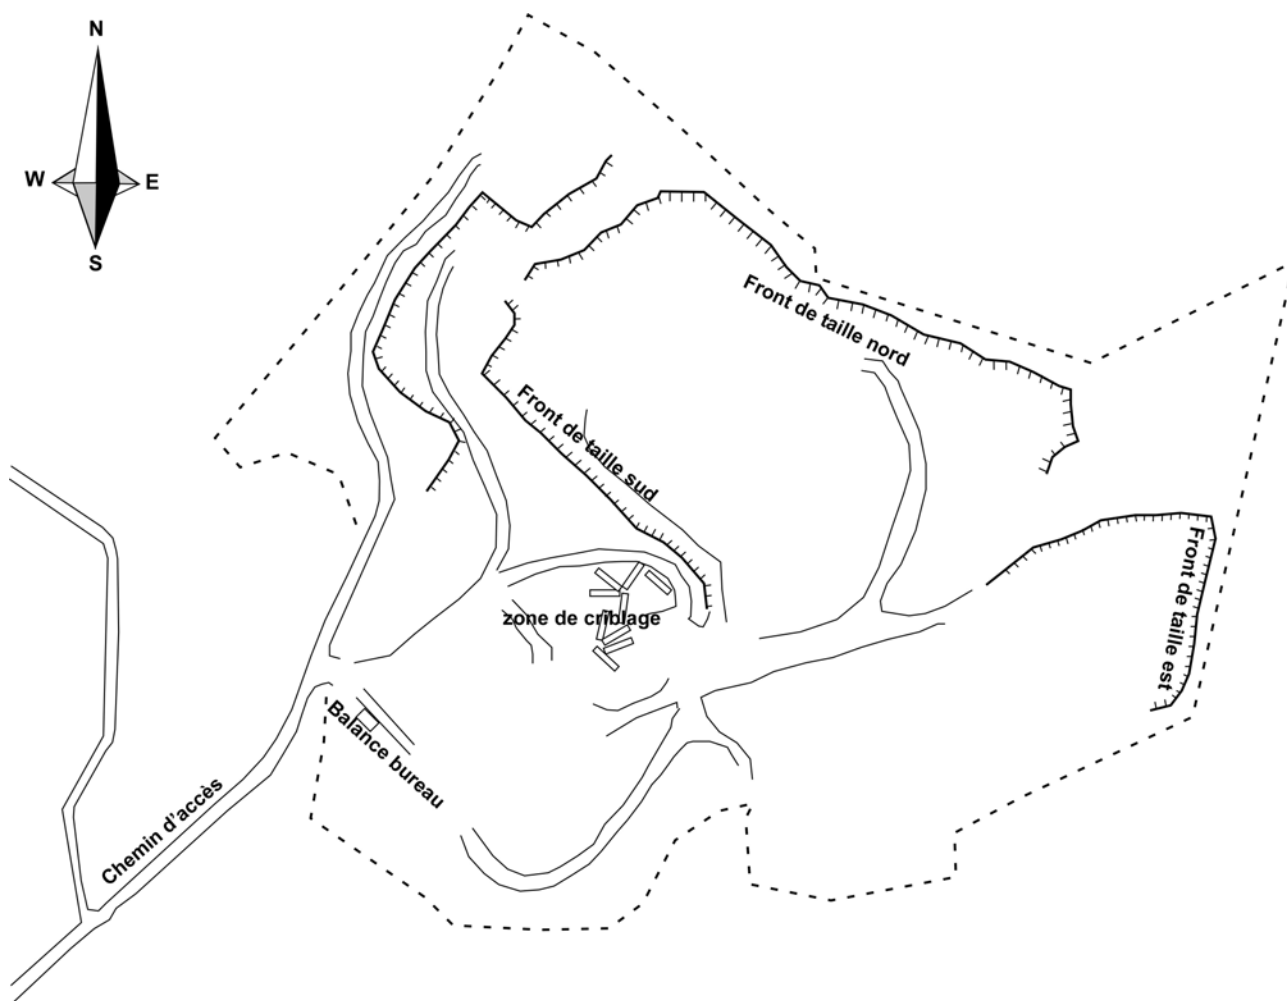 N
W
E
S
Front de taille nord
Front de taille sud
Front de taille est
zone de criblage
Balance bureau
Chemin d'accès